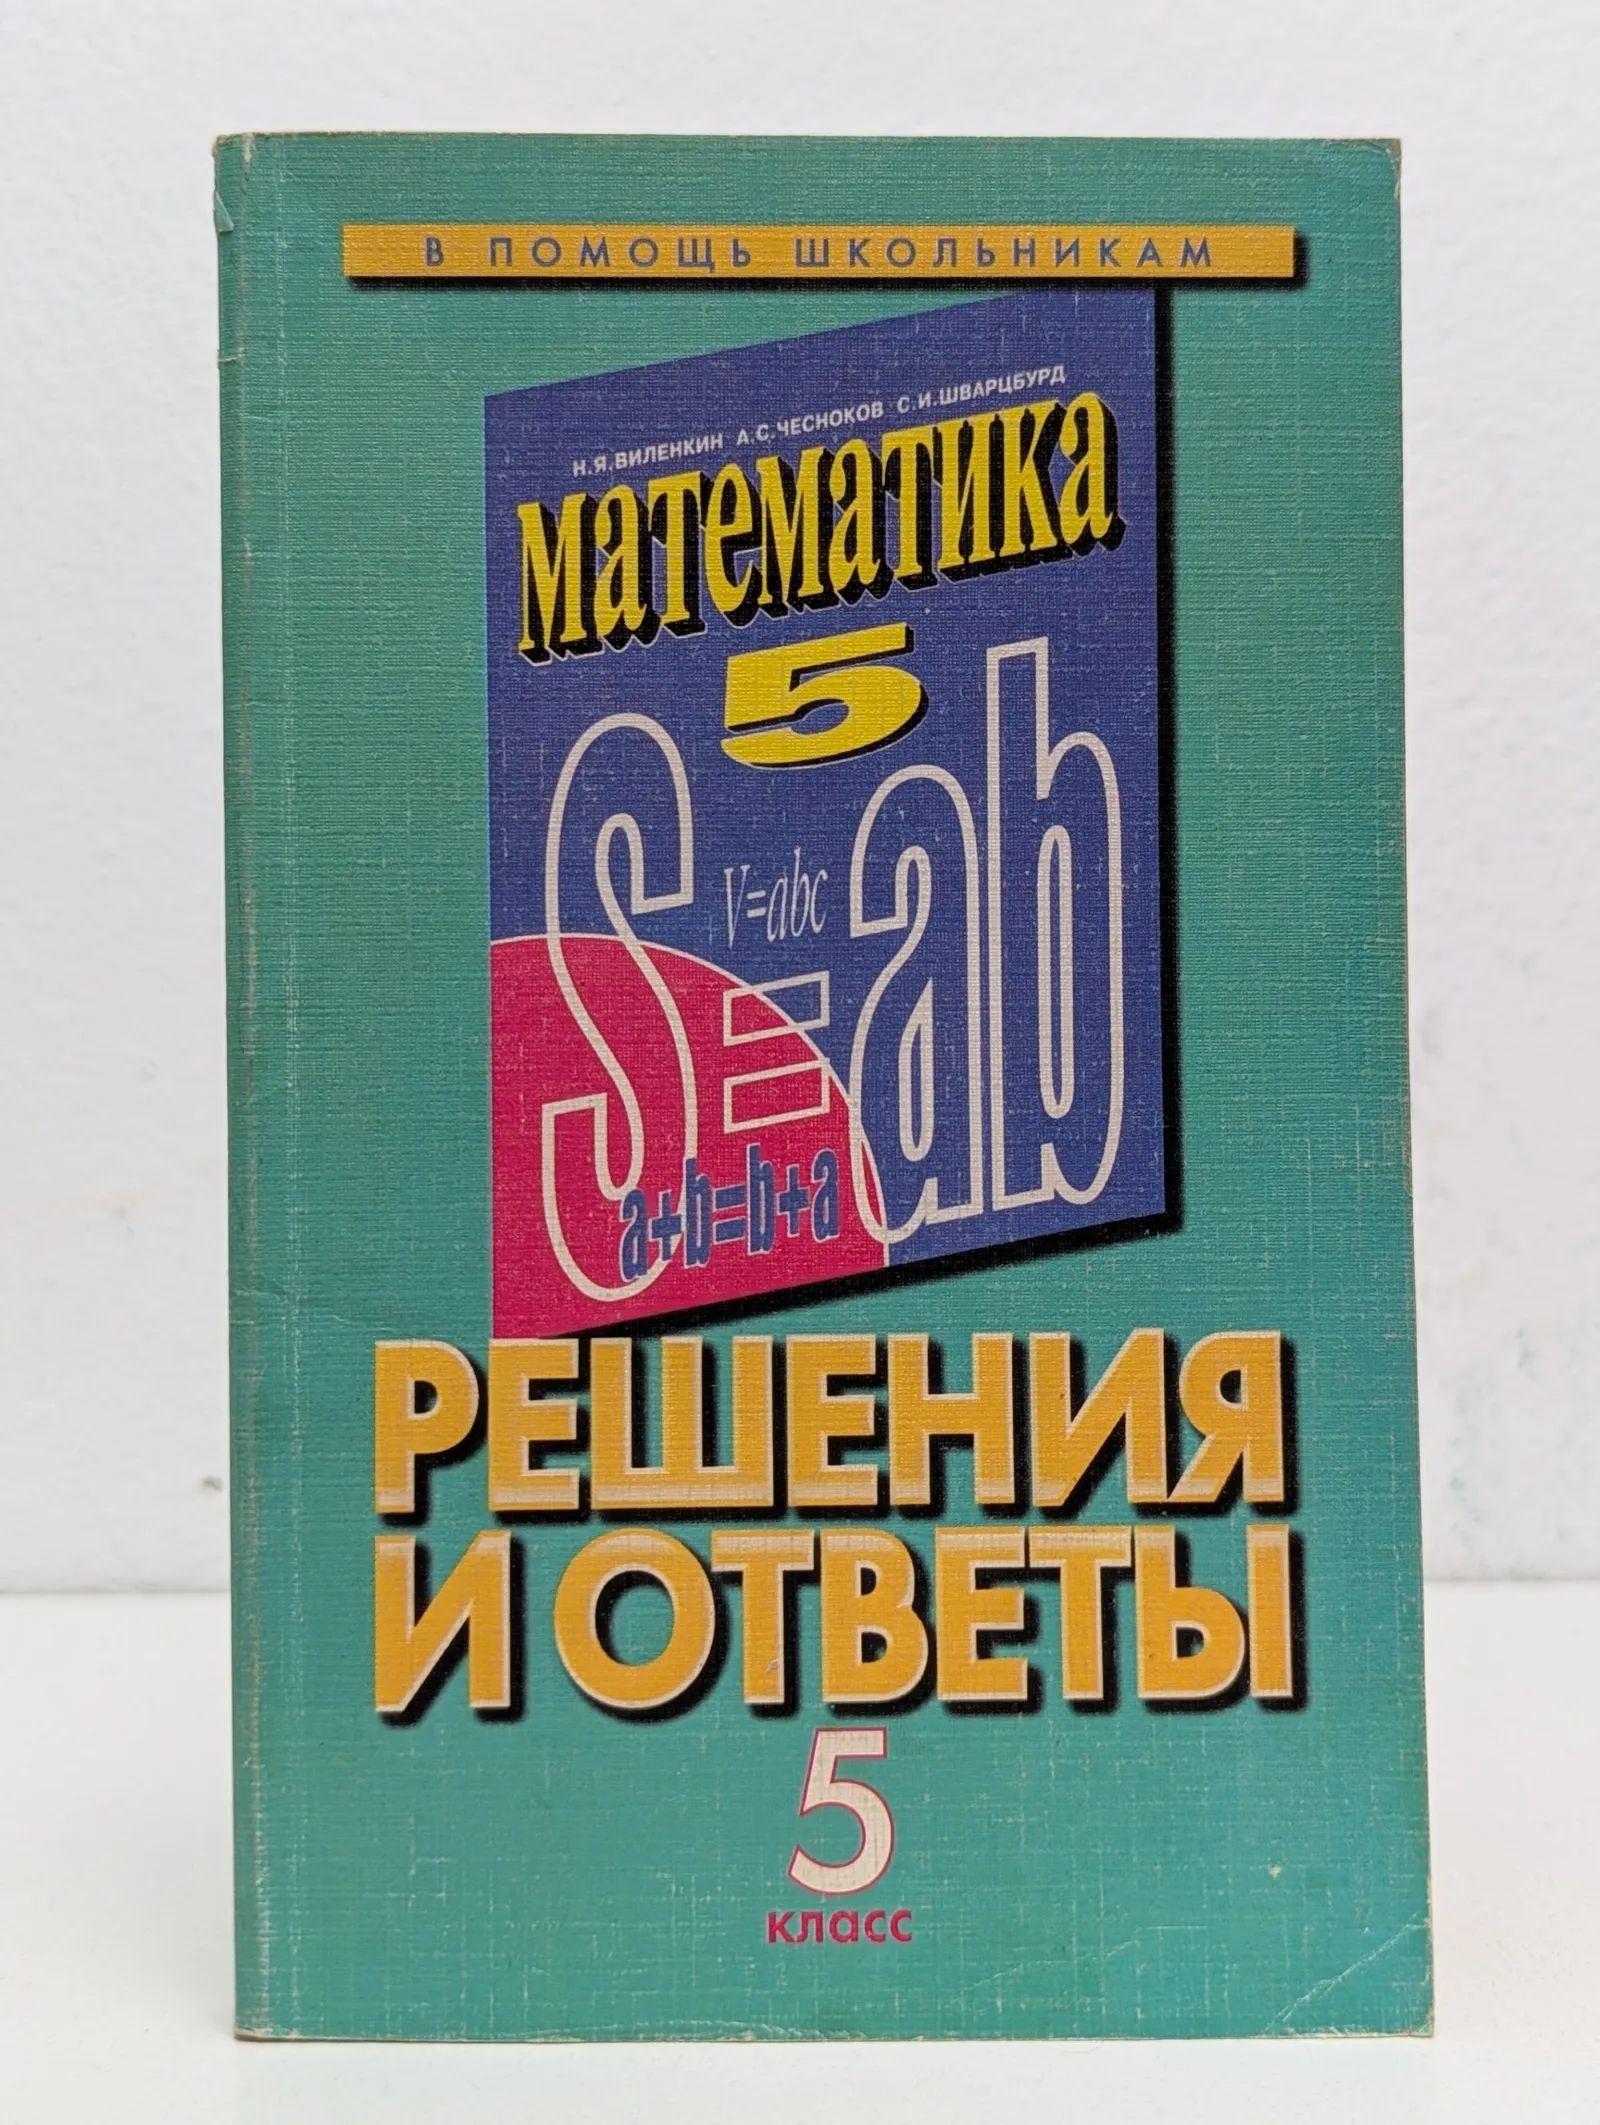 В ПОМОЩЬ ШКОЛЬНИКАМ
Н.Я.ВИЛЕНКИН А.С.ЧЕСНОКОВ С.И.ШВАРЦБУРД
Математика
5
S=ab
V=abc
a+b=b+a
РЕШЕНИЯ
И ОТВЕТЫ
5
класс